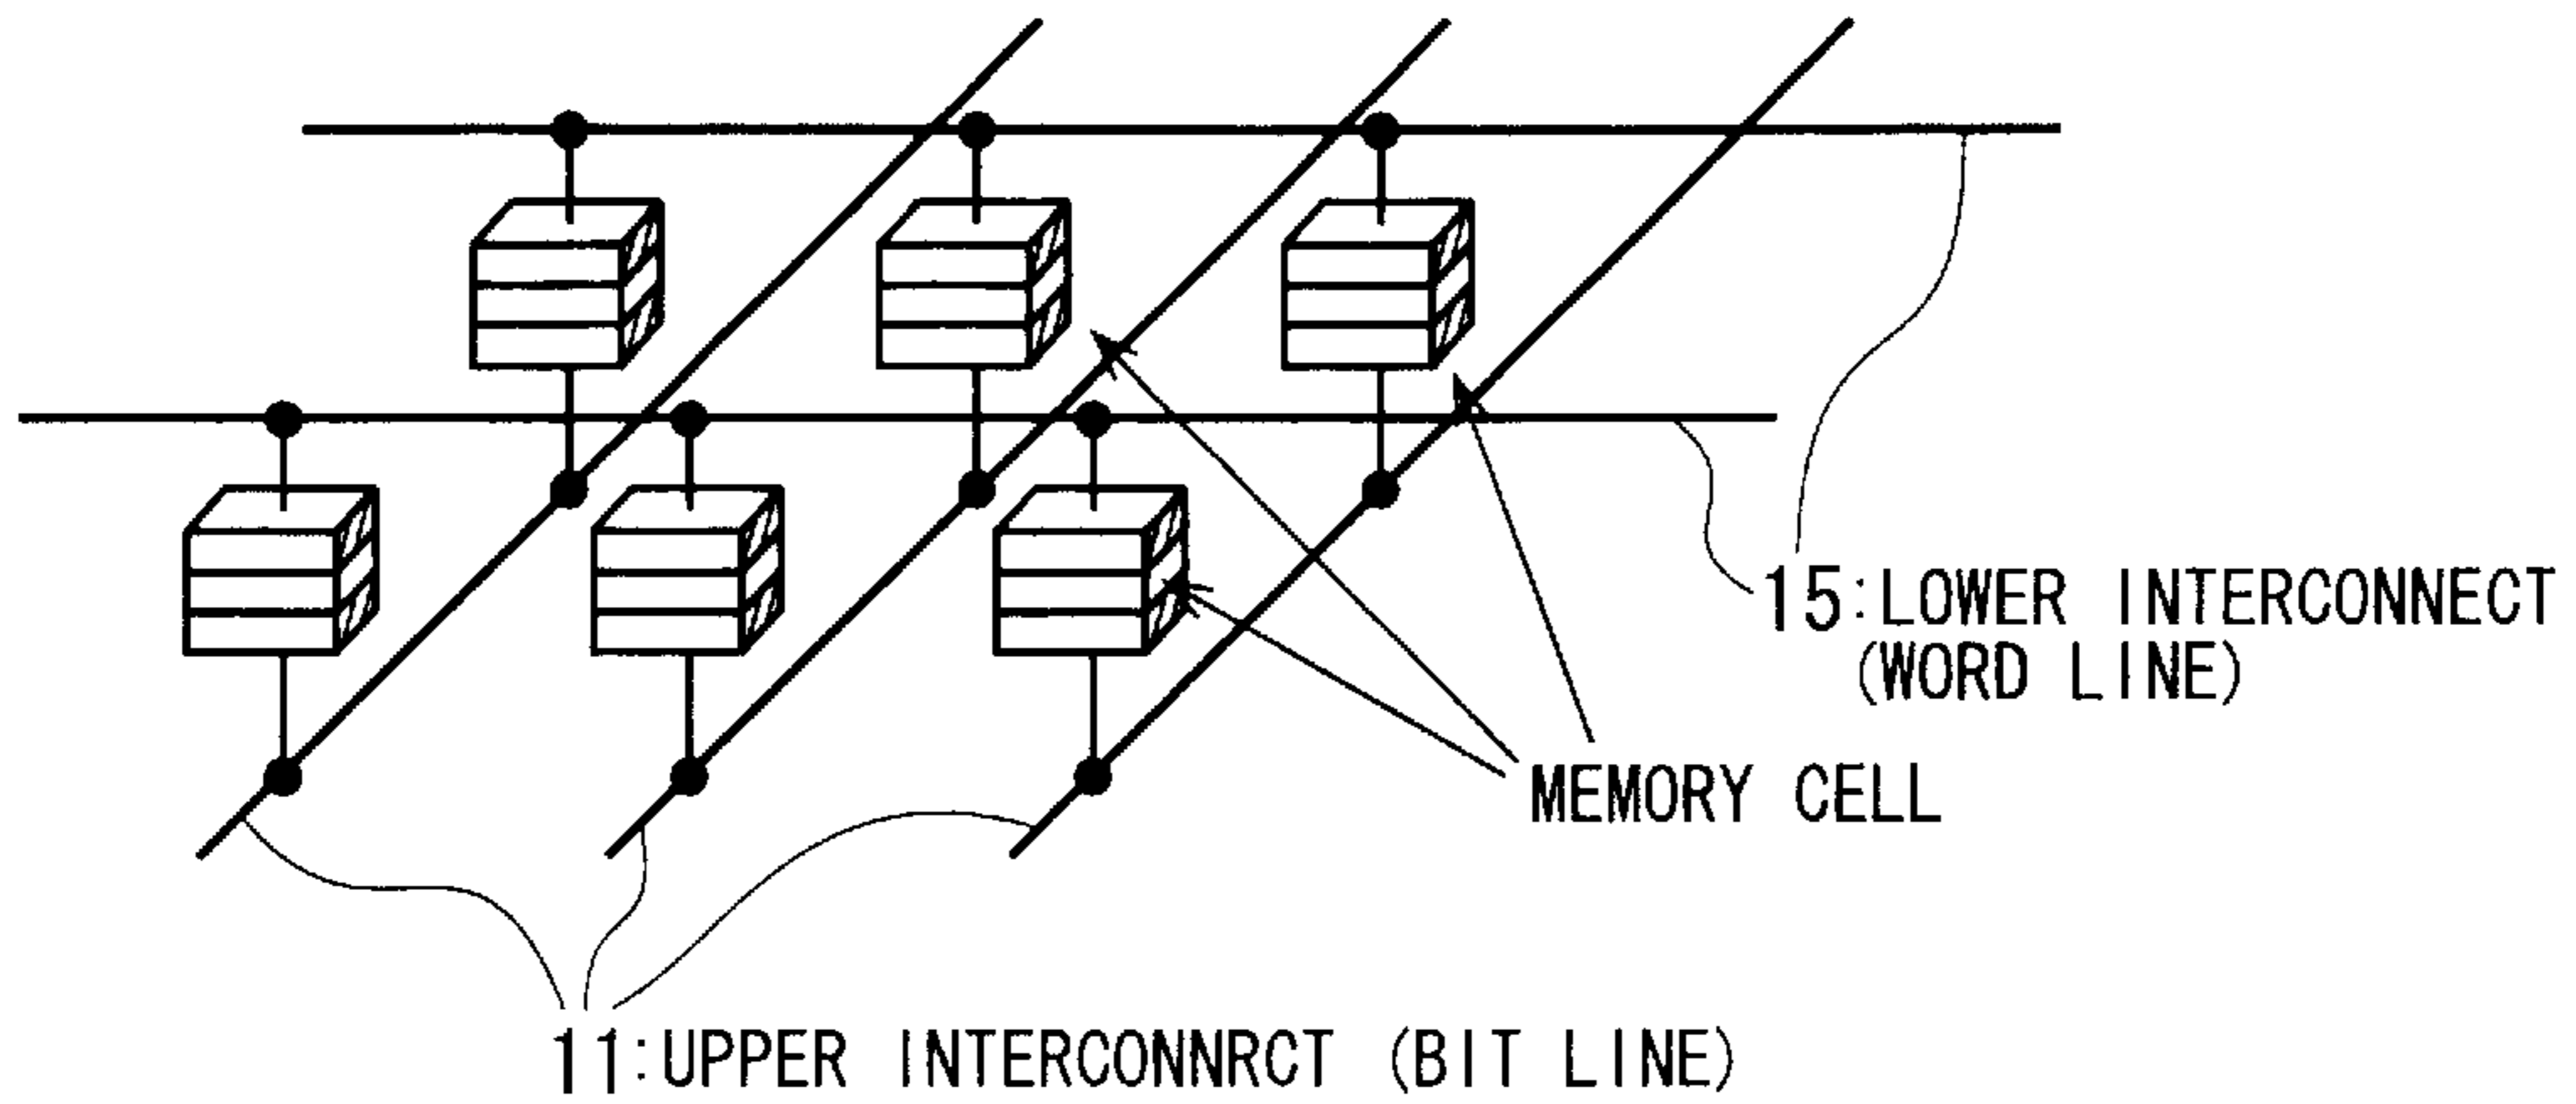 15:LOWER INTERCONNECT
(WORD LINE)
MEMORY CELL
11:UPPER INTERCONNRCT (BIT LINE)